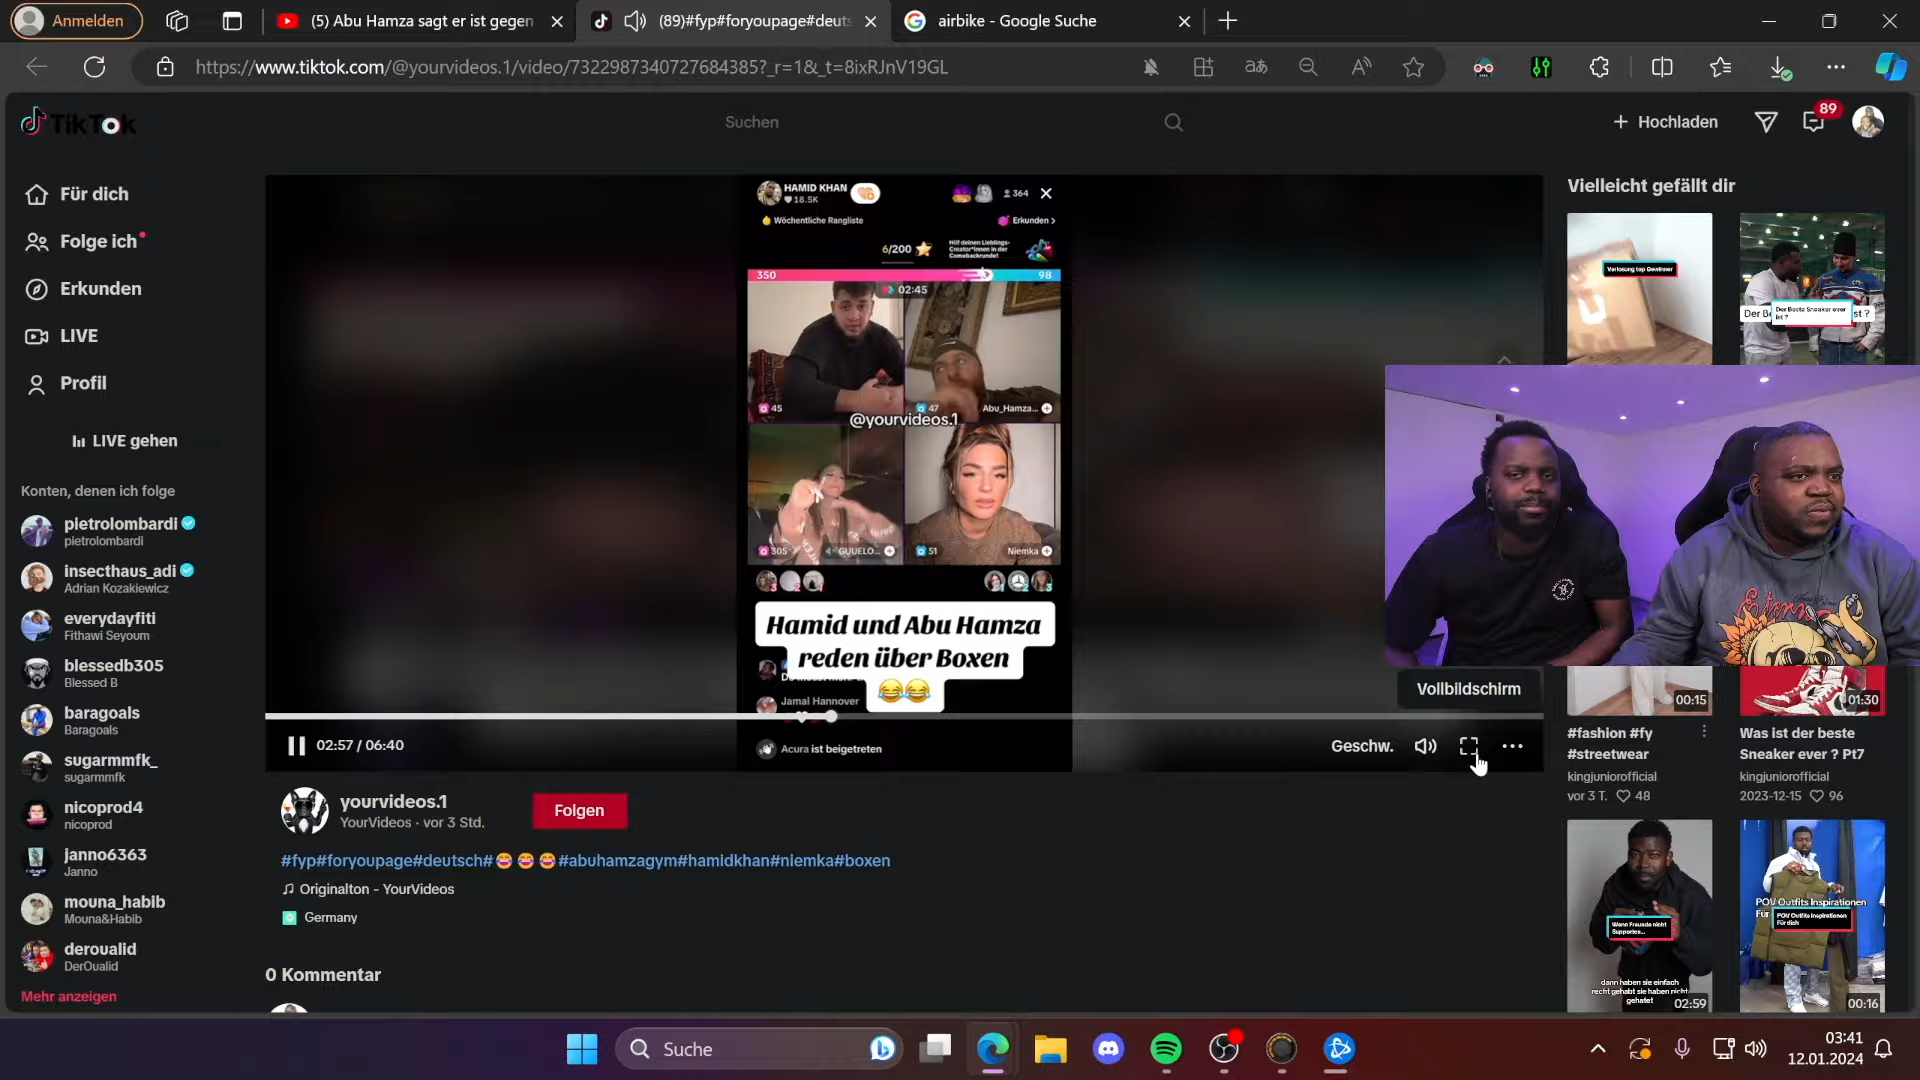 Anmelden
(5) Abu Hamza sagt er ist gegen
(89)#fyp#foryoupage#deuts
airbike - Google Suche
https://www.tiktok.com/@yourvideos.1/video/7322987340727684385?_r=1&_t=8ixRJnV19GL
TikTok
Suchen
Hochladen
89
Für dich
Folge ich
Erkunden
LIVE
Profil
LIVE gehen
Konten, denen ich folge
pietrolombardi
pietrolombardi
insecthaus_adi
Adrian Kozakiewicz
everydayfiti
Fithawi Seyoum
blessedb305
Blessed B
baragoals
Baragoals
sugarmmfk_
sugarmmfk
nicoprod4
nicoprod
janno6363
Janno
mouna_habib
Mouna&Habib
deroualid
DerOualid
Mehr anzeigen
HAMID KHAN
18.5K
364
Wöchentliche Rangliste
Erkunden >
6/200
Hilf deinen Lieblings-
Creator*innen in der
Comebackrunde!
350
98
02:45
45
47
Abu_Hamza...
@yourvideos.1
305
GUUELO...
51
Niemka
Hamid und Abu Hamza
reden über Boxen
😂😂
Jamal Hannover
Acura ist beigetreten
02:57 / 06:40
Geschw.
Vollbildschirm
yourvideos.1
YourVideos · vor 3 Std.
Folgen
#fyp#foryoupage#deutsch#😂😂😂#abuhamzagym#hamidkhan#niemka#boxen
Originalton - YourVideos
Germany
0 Kommentar
Vielleicht gefällt dir
Verlosung top Gewinner
Der Beste Sneaker ever
ist ?
00:15
01:30
#fashion #fy
#streetwear
kingjuniorofficial
vor 3 T. 48
Was ist der beste
Sneaker ever ? Pt7
kingjuniorofficial
2023-12-15 96
Wenn Freunde nicht
Supporten...
dann haben sie einfach
recht gehabt sie haben nicht
gehatet
02:59
POV Outfits Inspirationen
Für
POV Outfits Inspirationen
Für dich
00:16
Suche
03:41
12.01.2024